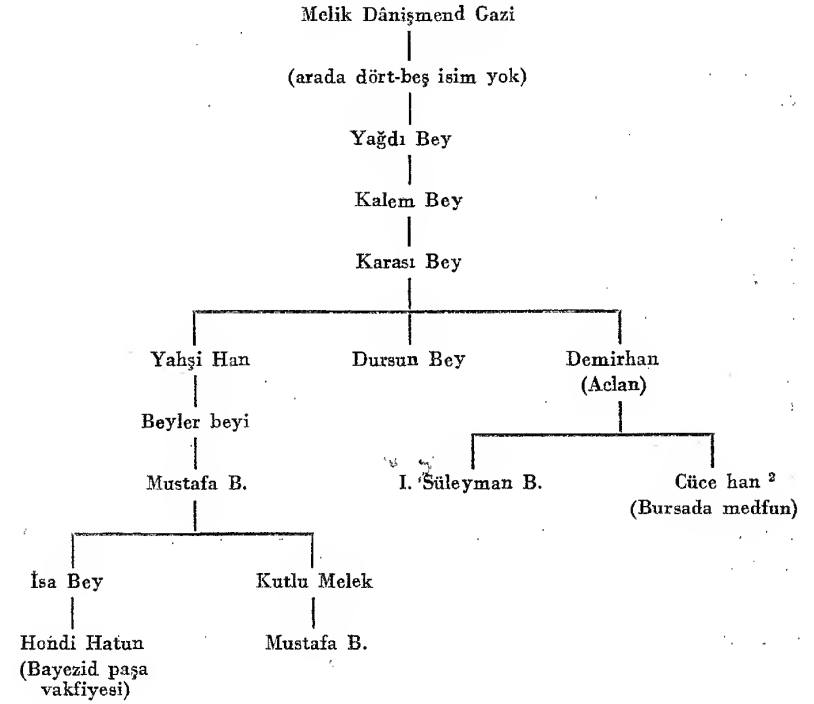 Melik Dânişmend Gazi
(arada dört-beş isim yok)
Yağdı Bey
Kalem Bey
Karası Bey
Yahşi Han
Dursun Bey
Demirhan
(Aclan)
Beyler beyi
Mustafa B.
I. Süleyman B.
Cüce han ²
(Bursada medfun)
İsa Bey
Kutlu Melek
Hondi Hatun
(Bayezid paşa
vakfiyesi)
Mustafa B.